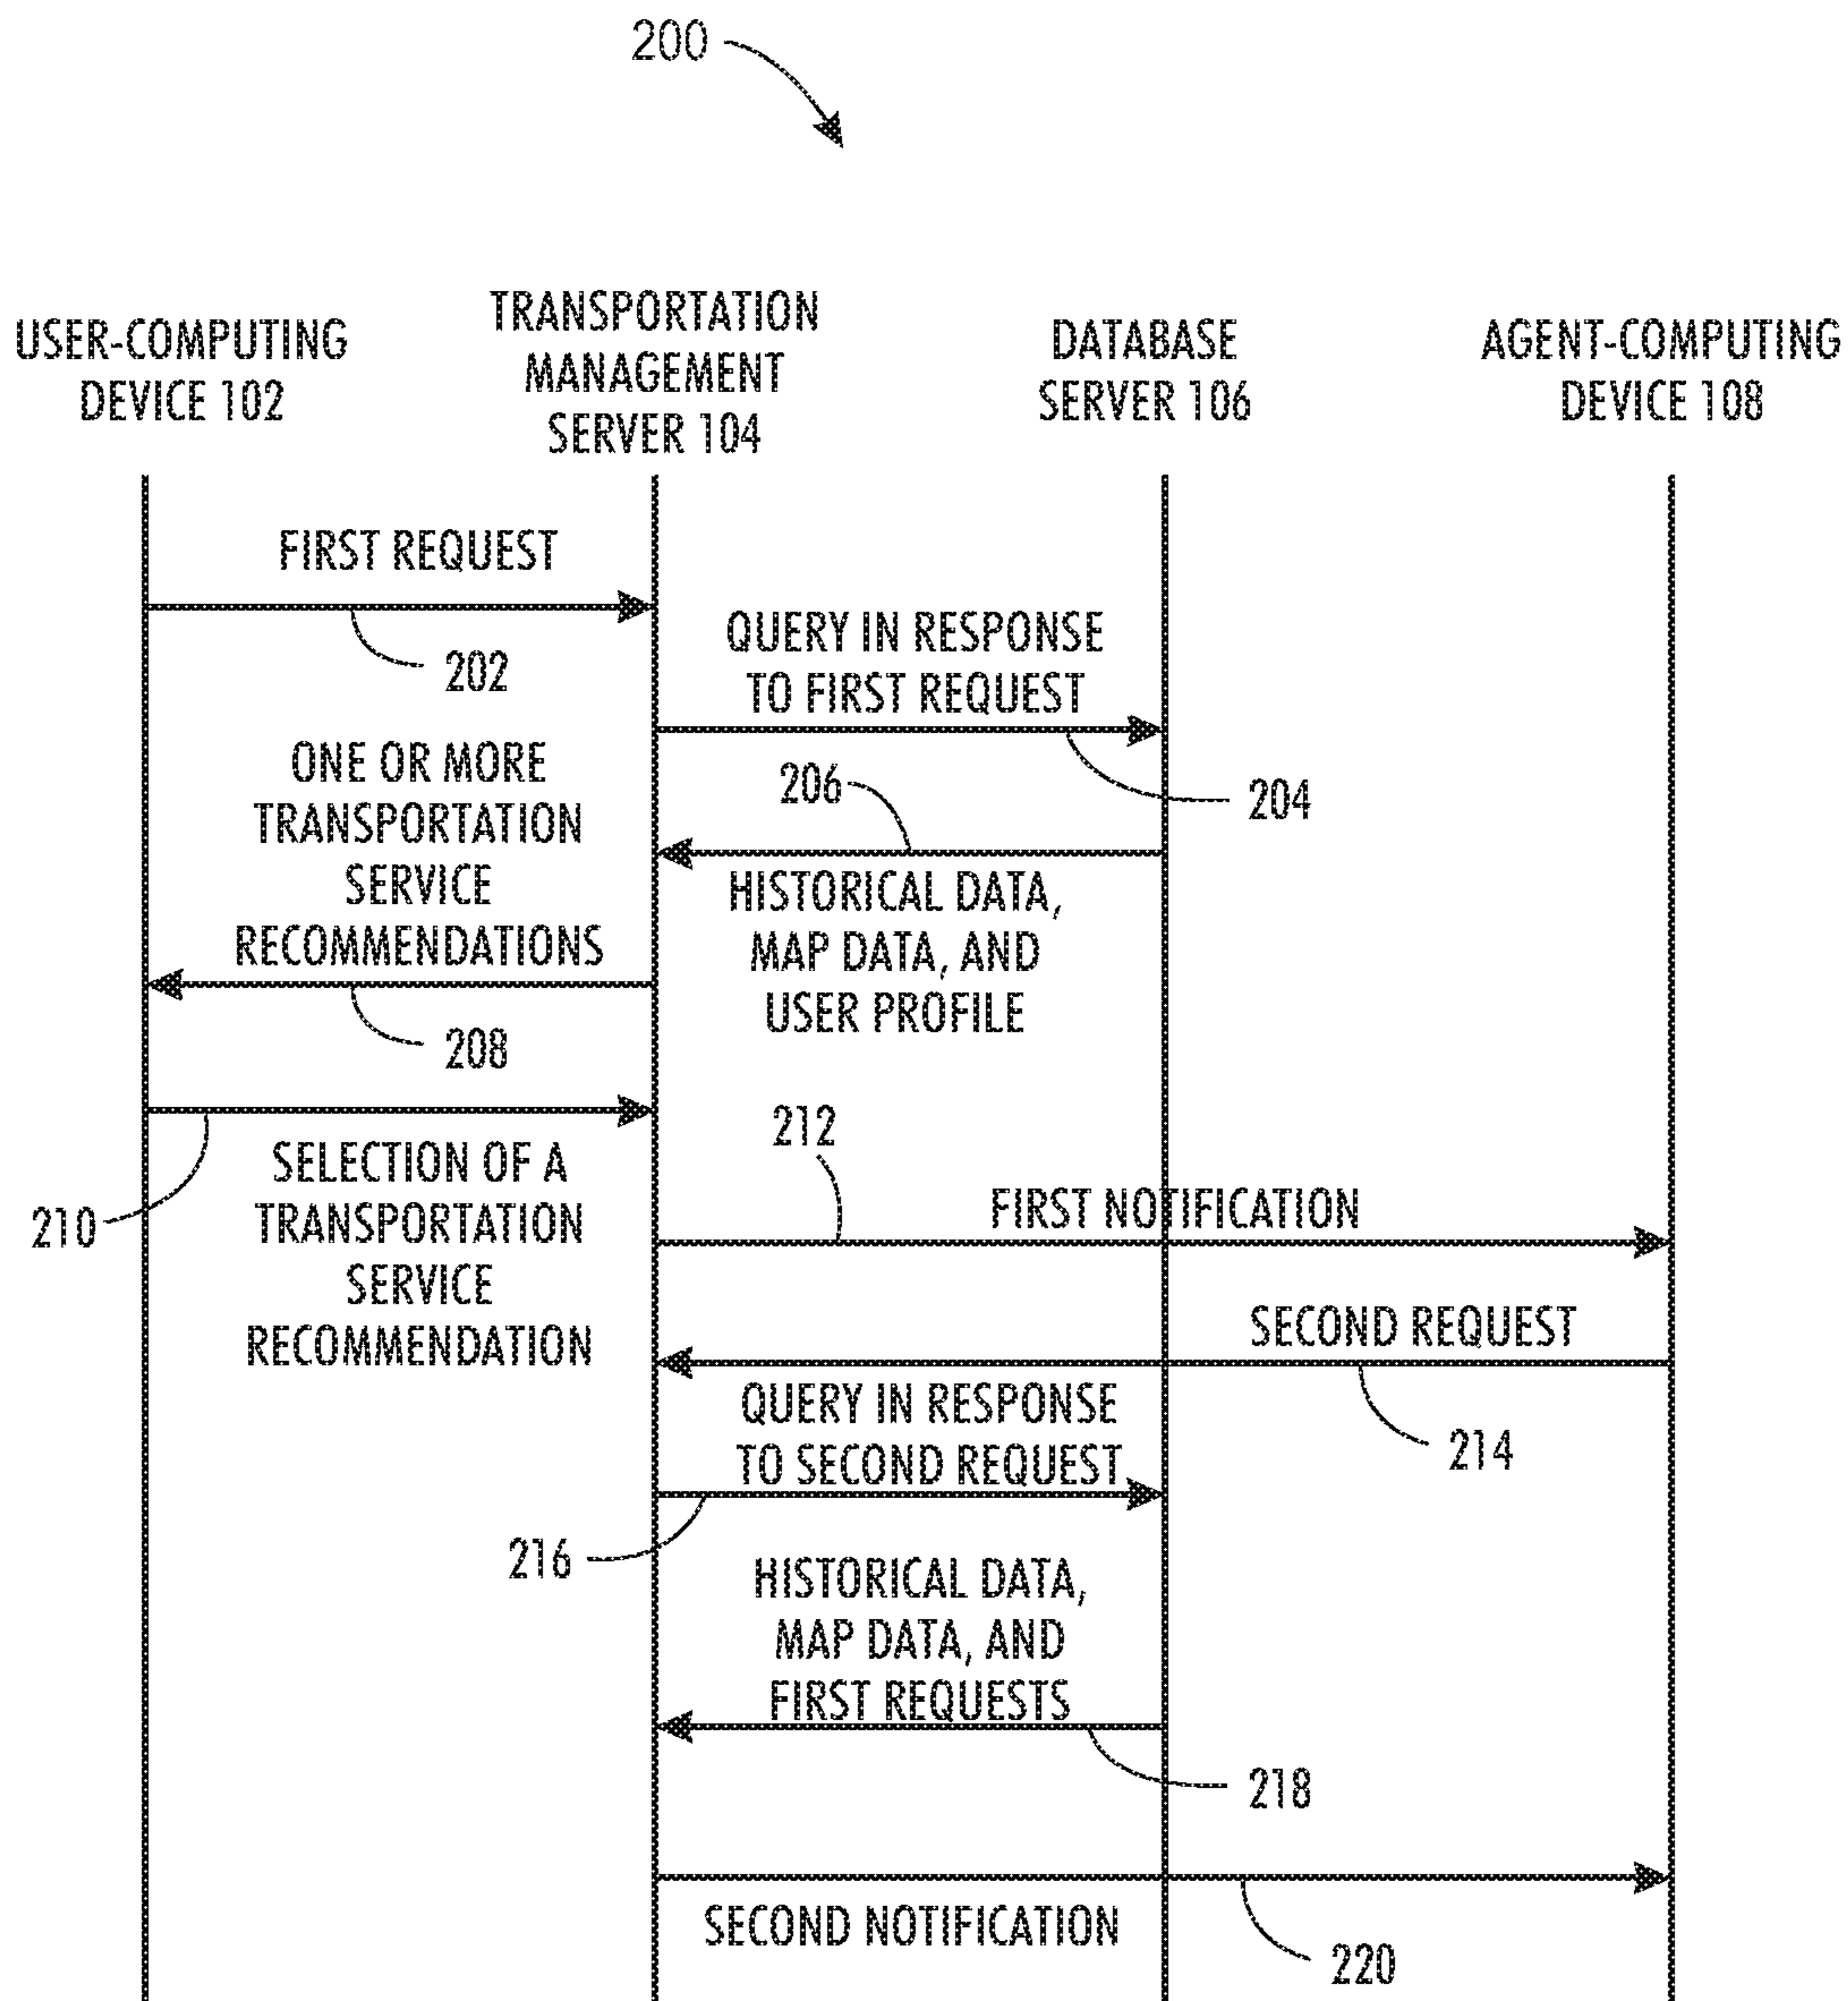 200
USER-COMPUTING
DEVICE 102
TRANSPORTATION
MANAGEMENT
SERVER 104
DATABASE
SERVER 106
AGENT-COMPUTING
DEVICE 108
FIRST REQUEST
202
QUERY IN RESPONSE
TO FIRST REQUEST
204
206
HISTORICAL DATA,
MAP DATA, AND
USER PROFILE
ONE OR MORE
TRANSPORTATION
SERVICE
RECOMMENDATIONS
208
210
SELECTION OF A
TRANSPORTATION
SERVICE
RECOMMENDATION
212
FIRST NOTIFICATION
SECOND REQUEST
214
QUERY IN RESPONSE
TO SECOND REQUEST
216
HISTORICAL DATA,
MAP DATA, AND
FIRST REQUESTS
218
SECOND NOTIFICATION
220